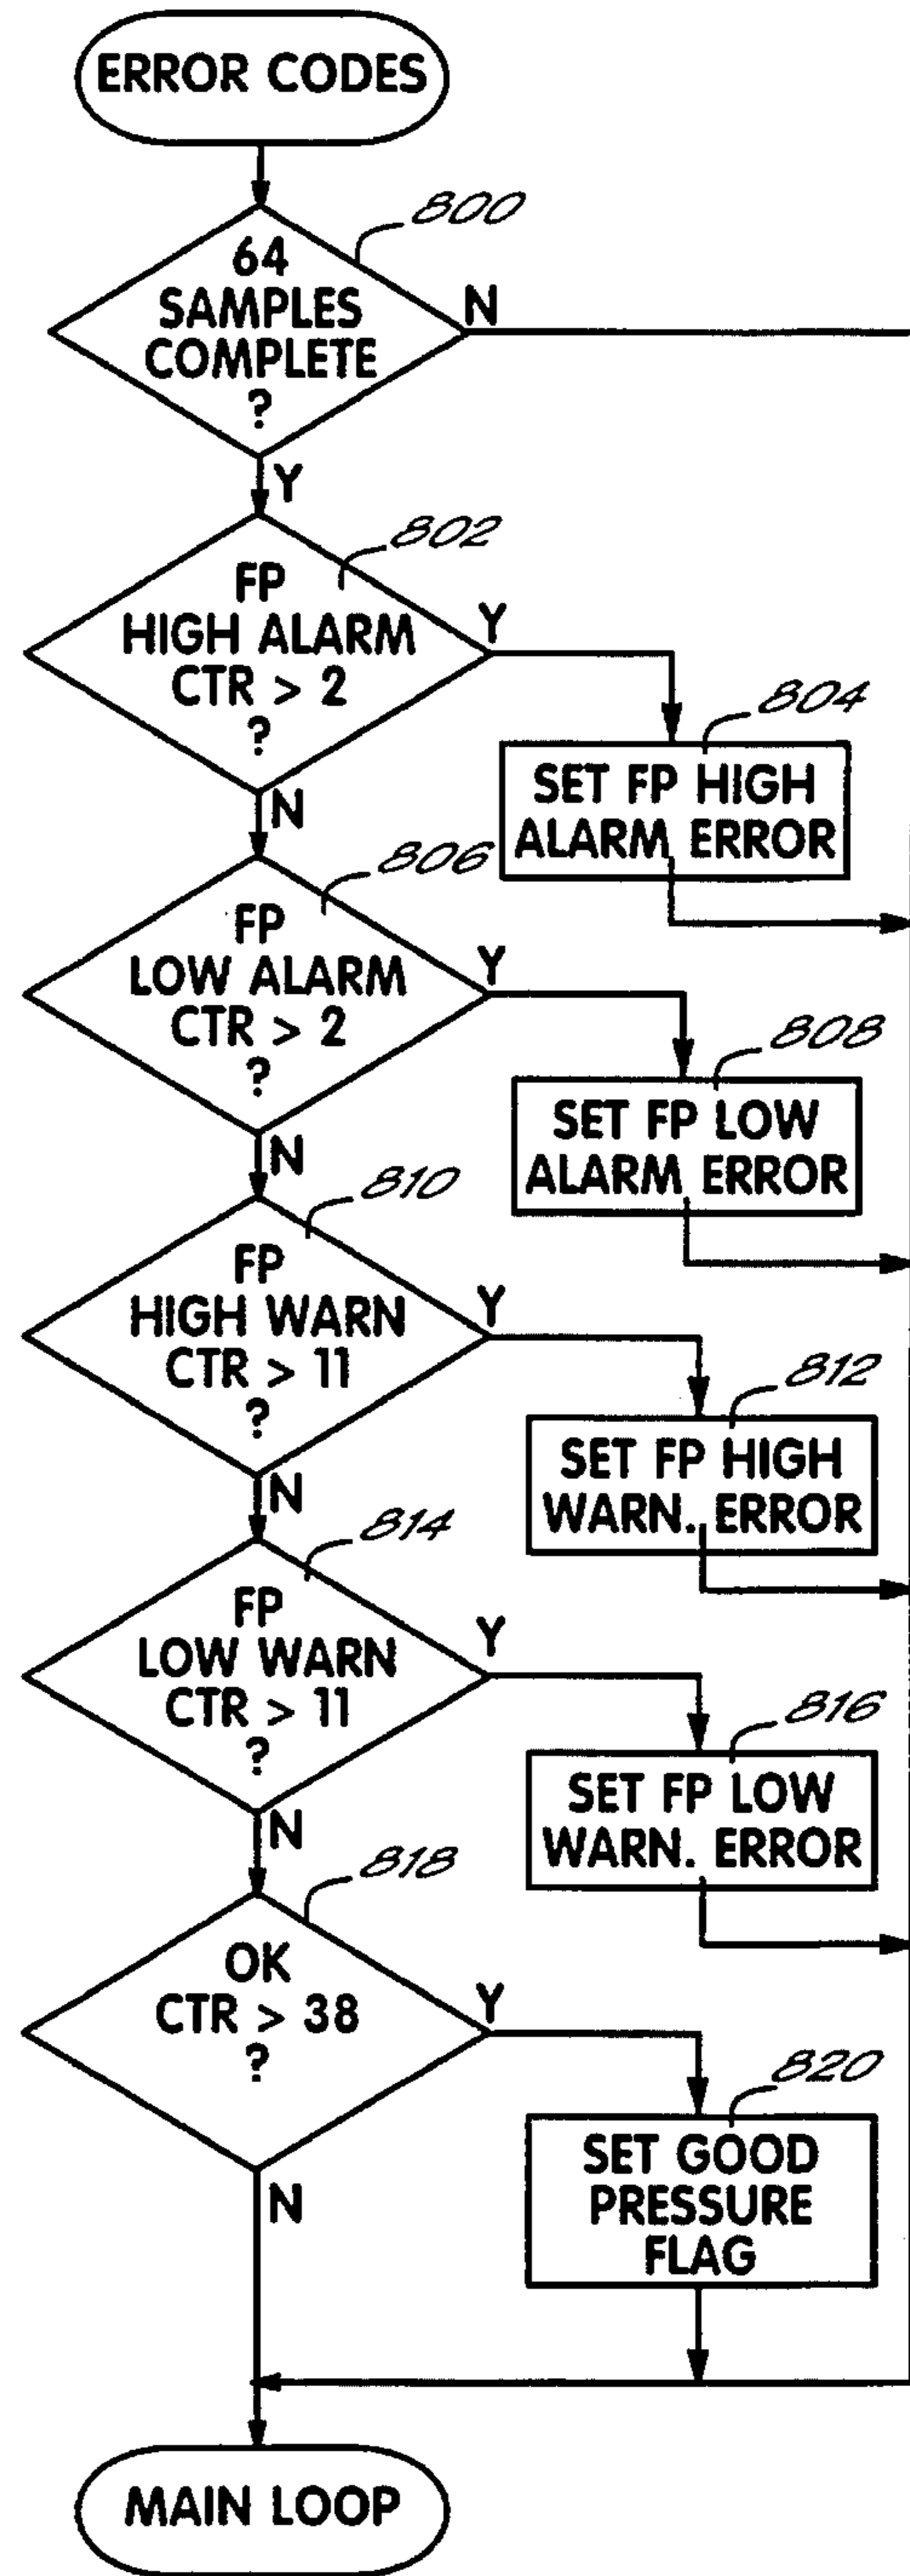 ERROR CODES
800
64
SAMPLES
COMPLETE
?
N
Y
802
FP
HIGH ALARM
CTR > 2
?
Y
N
804
SET FP HIGH
ALARM ERROR
806
FP
LOW ALARM
CTR > 2
?
Y
N
808
SET FP LOW
ALARM ERROR
810
FP
HIGH WARN
CTR > 11
?
Y
N
812
SET FP HIGH
WARN. ERROR
814
FP
LOW WARN
CTR > 11
?
Y
N
816
SET FP LOW
WARN. ERROR
818
OK
CTR > 38
?
Y
N
820
SET GOOD
PRESSURE
FLAG
MAIN LOOP